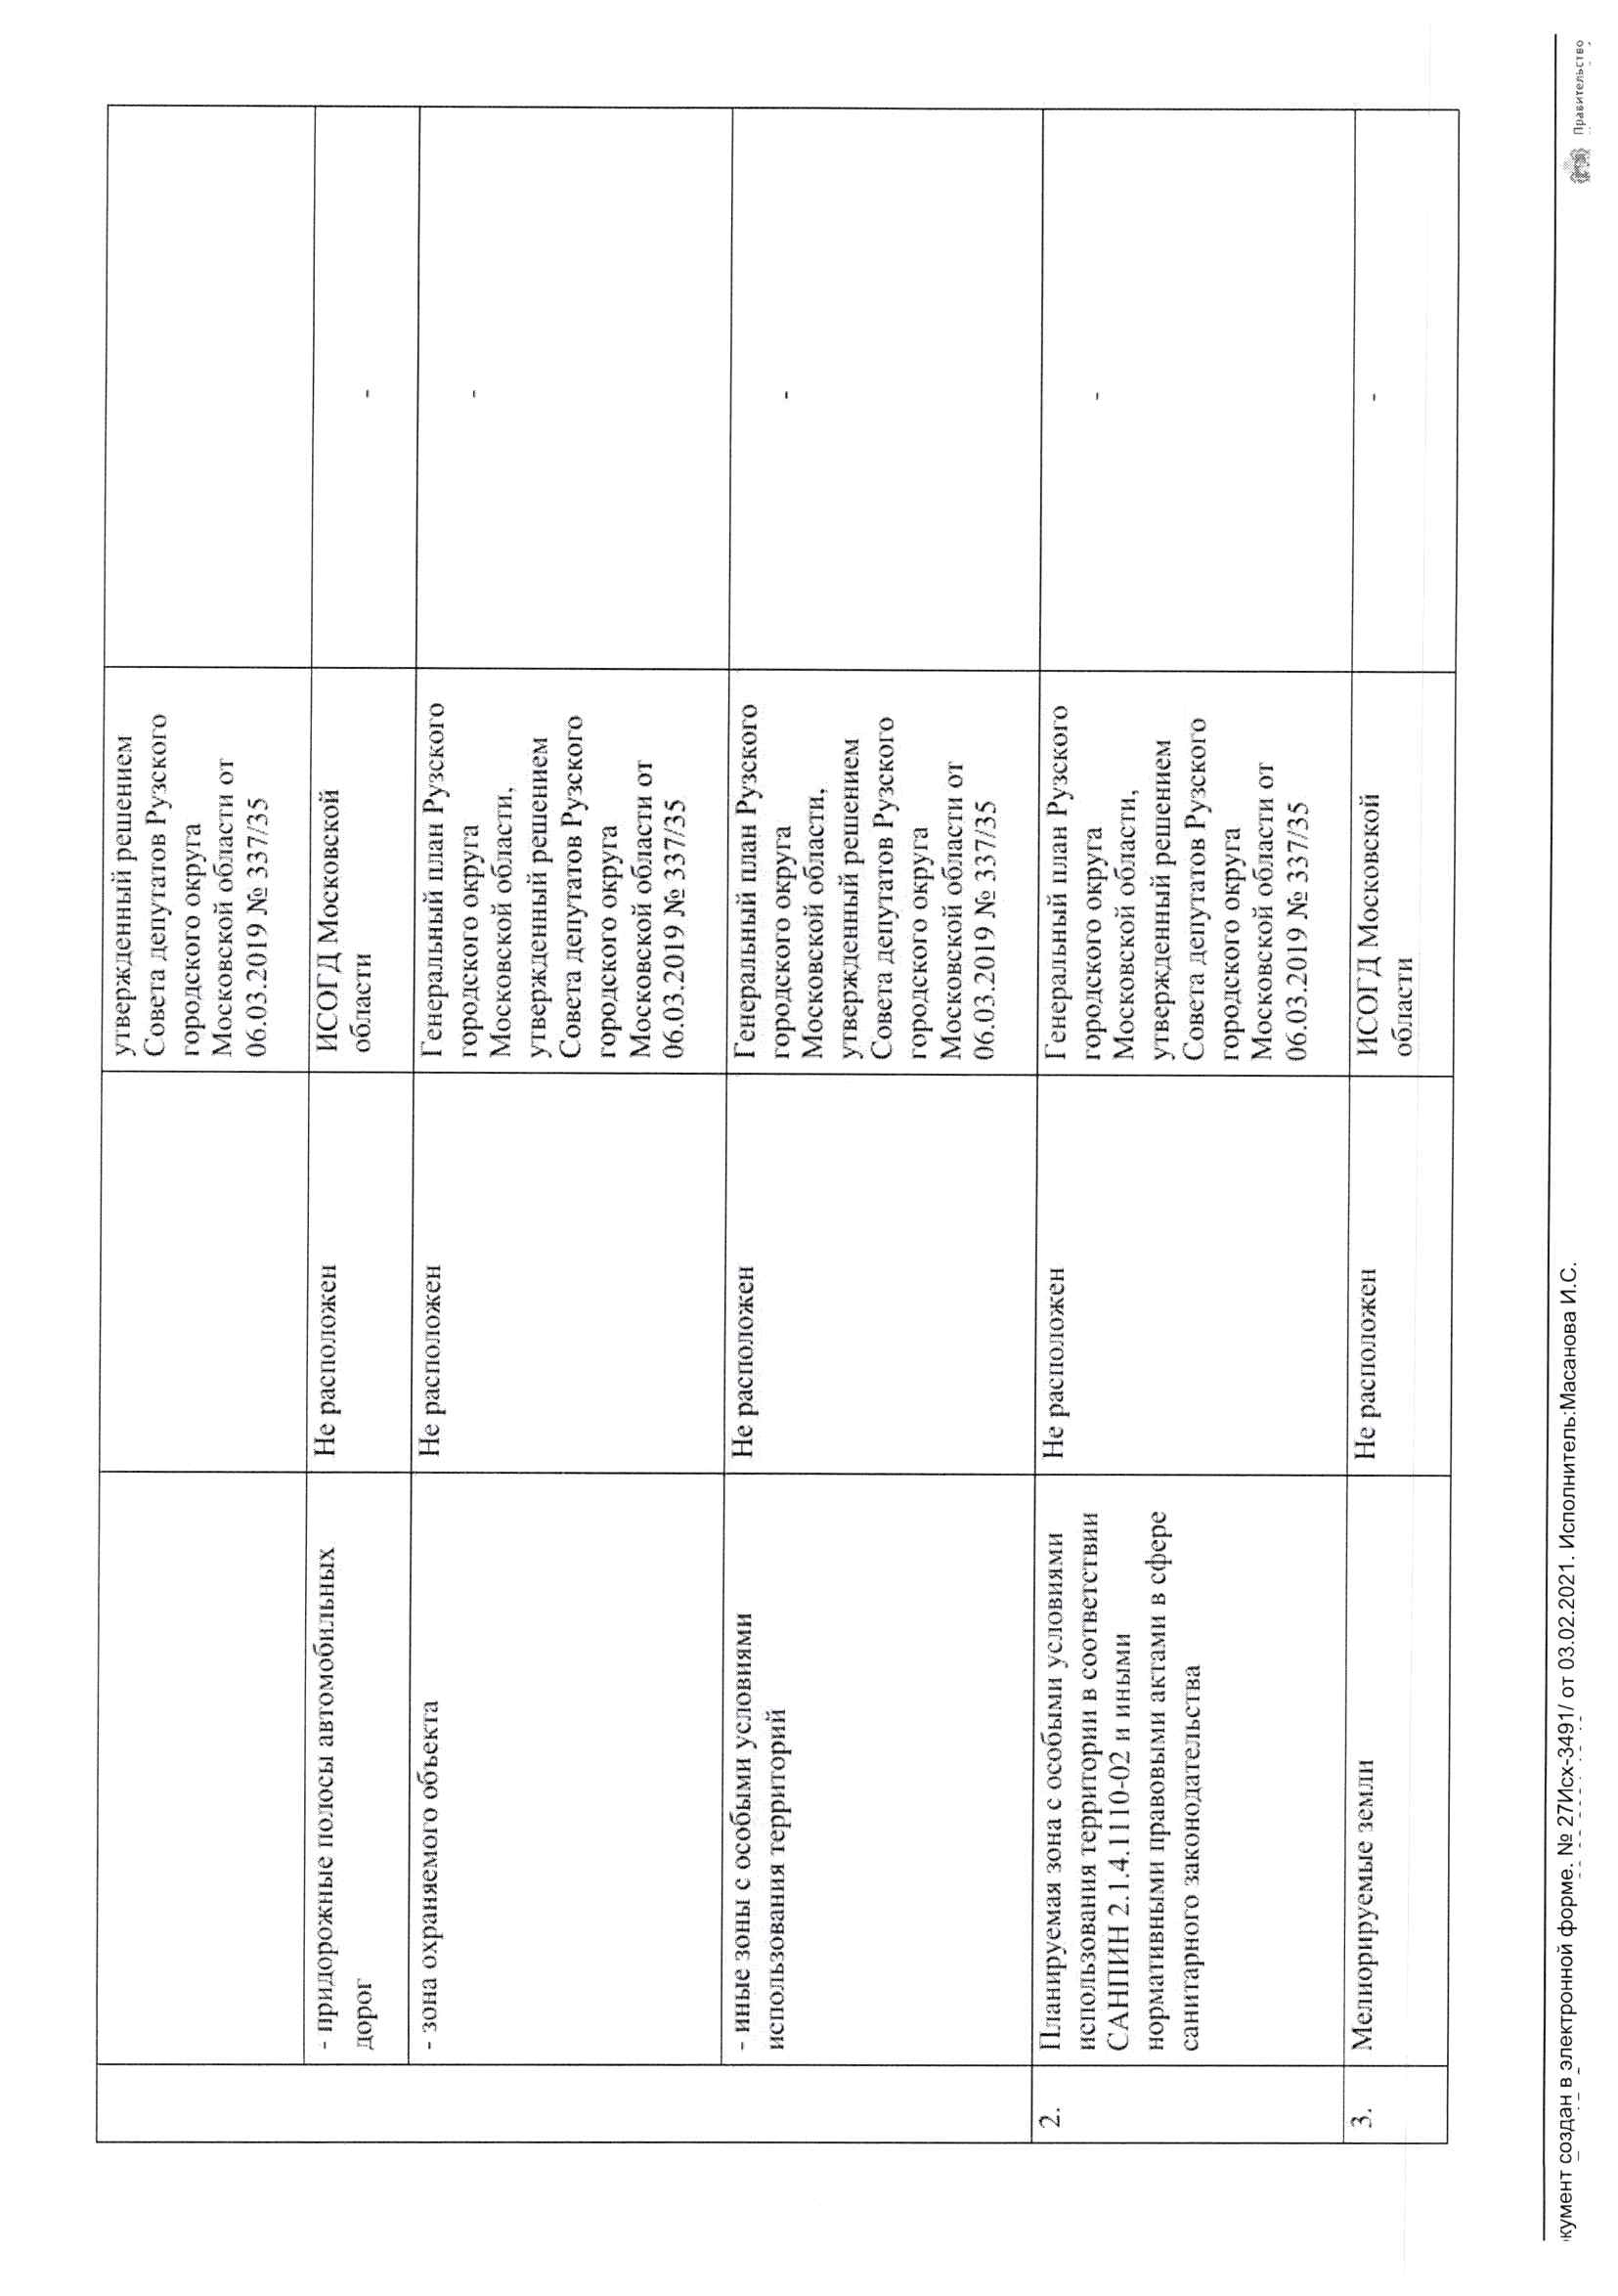 утвержденный решением
Совета депутатов Рузского
городского округа
Московской области от
06.03.2019 № 337/35
- придорожные полосы автомобильных
дорог
Не расположен
ИСОГД Московской
области
-
- зона охраняемого объекта
Не расположен
Генеральный план Рузского
городского округа
Московской области,
утвержденный решением
Совета депутатов Рузского
городского округа
Московской области от
06.03.2019 № 337/35
-
- иные зоны с особыми условиями
использования территорий
Не расположен
Генеральный план Рузского
городского округа
Московской области,
утвержденный решением
Совета депутатов Рузского
городского округа
Московской области от
06.03.2019 № 337/35
-
2.
Планируемая зона с особыми условиями
использования территории в соответствии
САНПИН 2.1.4.1110-02 и иными
нормативными правовыми актами в сфере
санитарного законодательства
Не расположен
Генеральный план Рузского
городского округа
Московской области,
утвержденный решением
Совета депутатов Рузского
городского округа
Московской области от
06.03.2019 № 337/35
-
3.
Мелиорируемые земли
Не расположен
ИСОГД Московской
области
-
кумент создан в электронной форме. № 27Исх-3491/ от 03.02.2021. Исполнитель:Масанова И.С.
Правительство